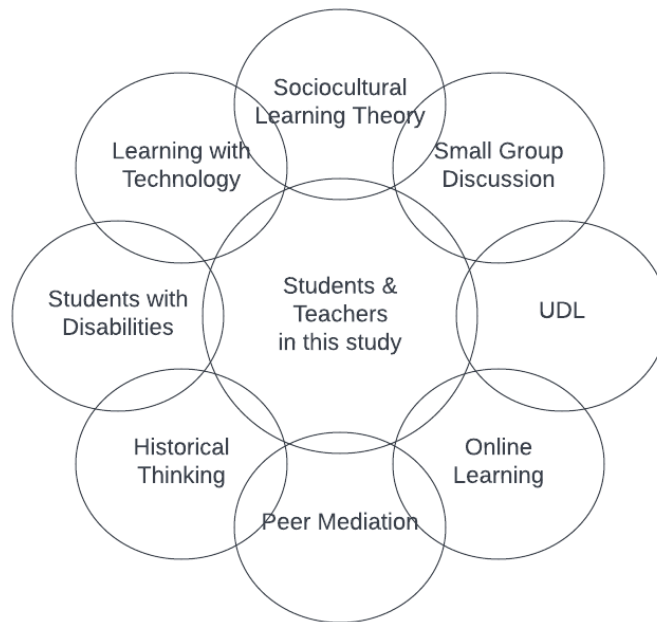 Sociocultural
Learning Theory
Learning with
Technology
Small Group
Discussion
Students with
Disabilities
Students &
Teachers
in this study
UDL
Historical
Thinking
Online
Learning
Peer Mediation